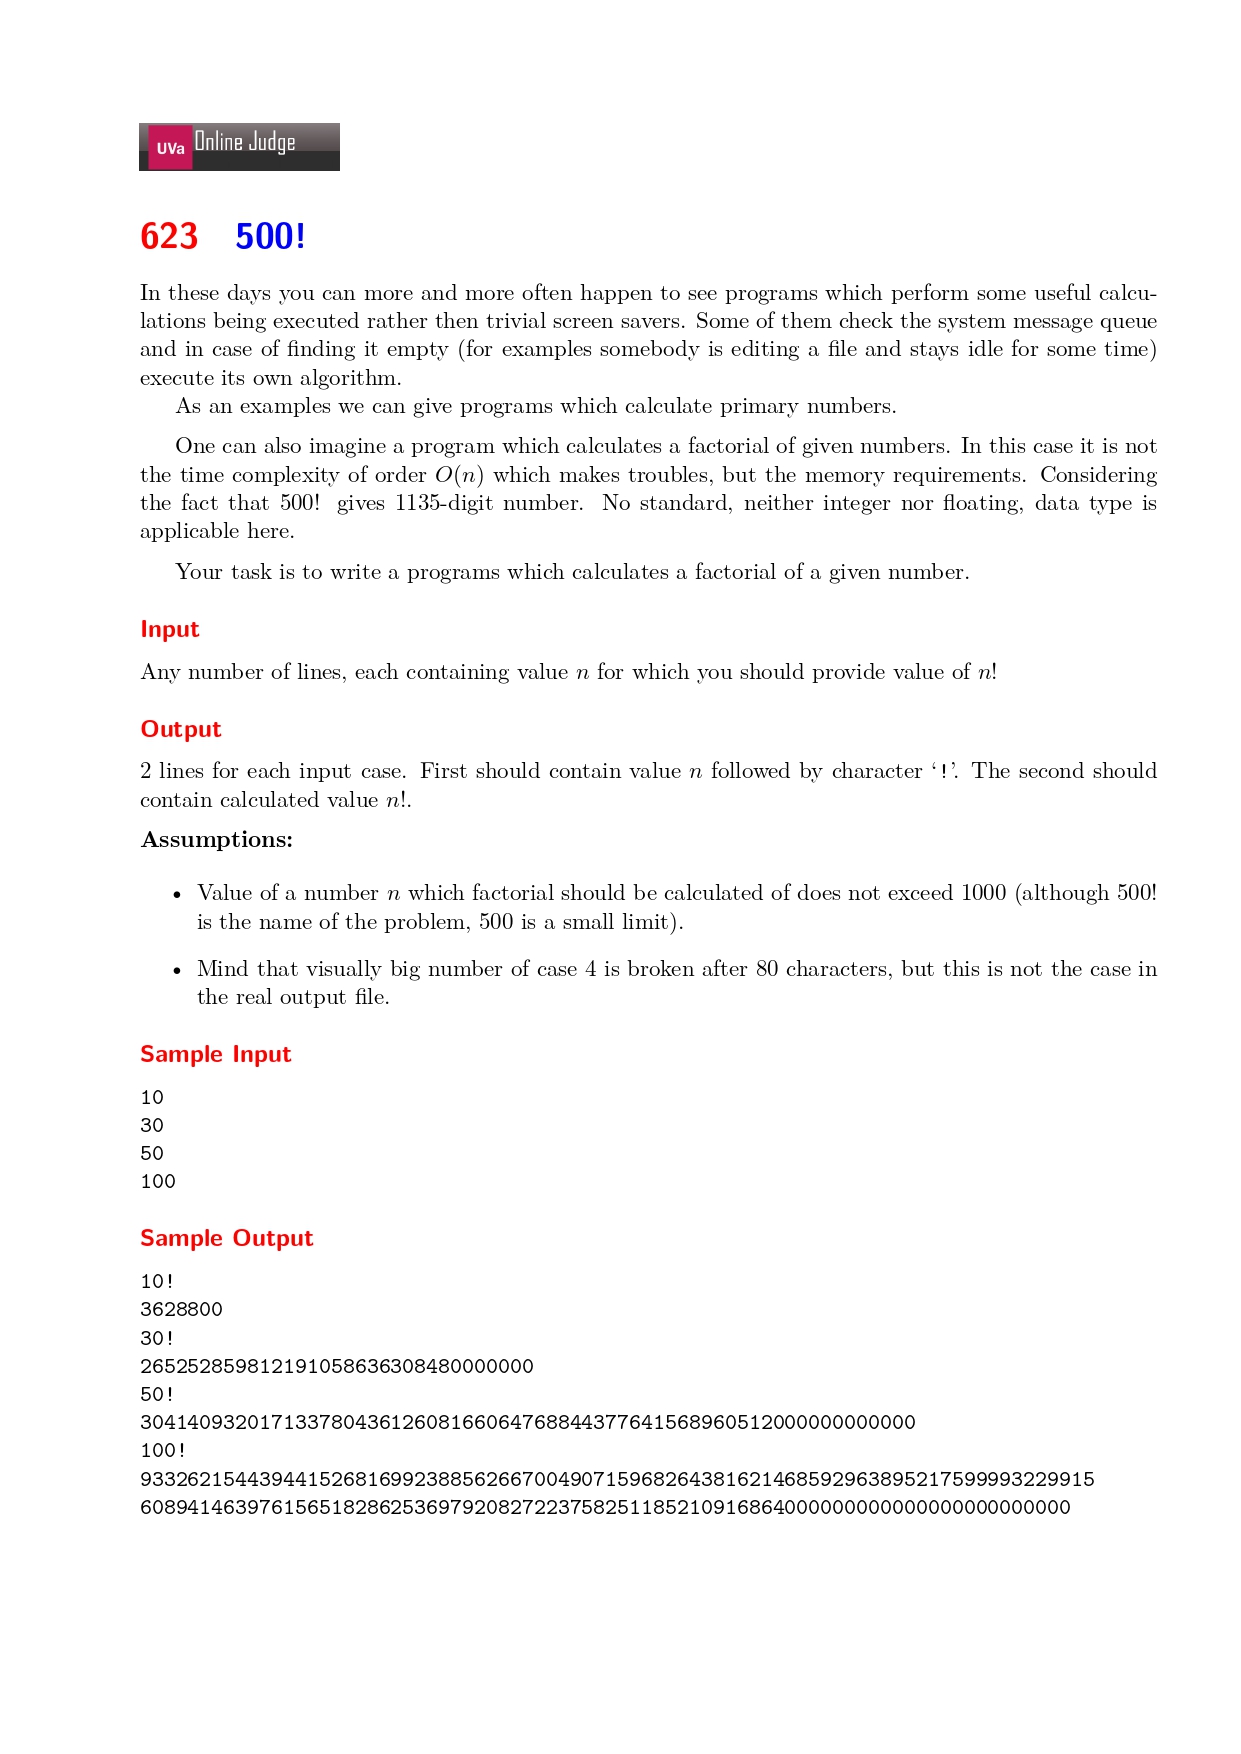 UVa Online Judge
623 500!
In these days you can more and more often happen to see programs which perform some useful calcu-
lations being executed rather then trivial screen savers. Some of them check the system message queue
and in case of finding it empty (for examples somebody is editing a file and stays idle for some time)
execute its own algorithm.
As an examples we can give programs which calculate primary numbers.
One can also imagine a program which calculates a factorial of given numbers. In this case it is not
the time complexity of order O(n) which makes troubles, but the memory requirements. Considering
the fact that 500! gives 1135-digit number. No standard, neither integer nor floating, data type is
applicable here.
Your task is to write a programs which calculates a factorial of a given number.
Input
Any number of lines, each containing value n for which you should provide value of n!
Output
2 lines for each input case. First should contain value n followed by character ‘!’. The second should
contain calculated value n!.
Assumptions:
• Value of a number n which factorial should be calculated of does not exceed 1000 (although 500!
is the name of the problem, 500 is a small limit).
• Mind that visually big number of case 4 is broken after 80 characters, but this is not the case in
the real output file.
Sample Input
10
30
50
100
Sample Output
10!
3628800
30!
265252859812191058636308480000000
50!
30414093201713378043612608166064768844377641568960512000000000000
100!
93326215443944152681699238856266700490715968264381621468592963895217599993229915
608941463976156518286253697920827223758251185210916864000000000000000000000000